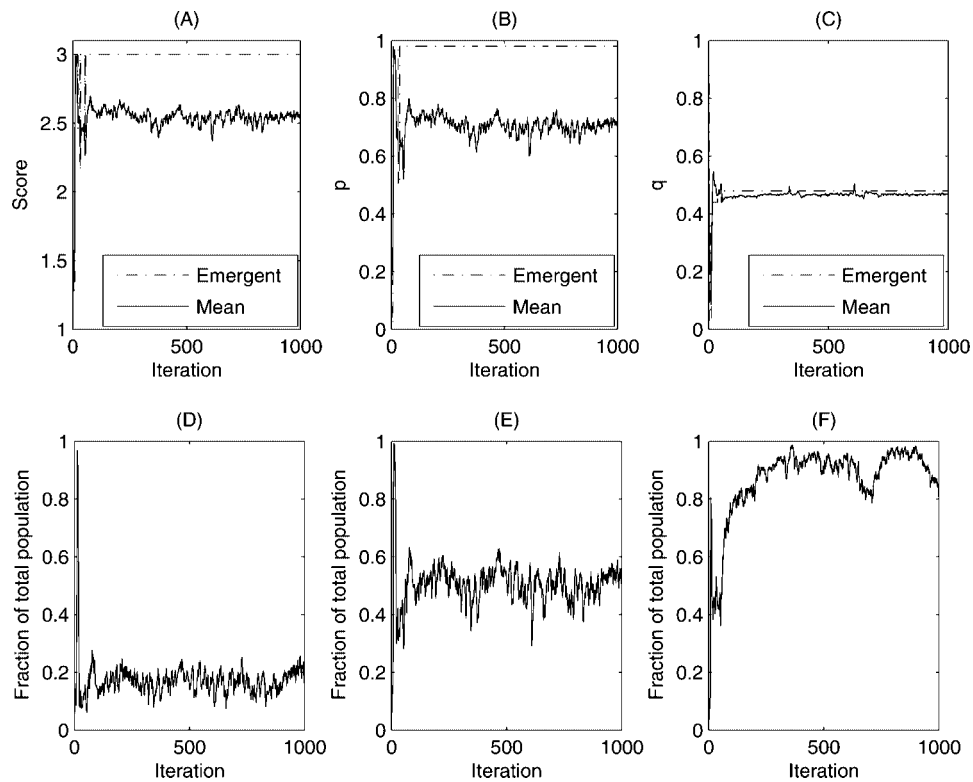 (A)
Score
3
2.5
2
1.5
1
Emergent
Mean
0
500
1000
Iteration
(B)
p
1
0.8
0.6
0.4
0.2
0
Emergent
Mean
0
500
1000
Iteration
(C)
q
1
0.8
0.6
0.4
0.2
0
Emergent
Mean
0
500
1000
Iteration
(D)
Fraction of total population
1
0.8
0.6
0.4
0.2
0
0
500
1000
Iteration
(E)
Fraction of total population
1
0.8
0.6
0.4
0.2
0
0
500
1000
Iteration
(F)
Fraction of total population
1
0.8
0.6
0.4
0.2
0
0
500
1000
Iteration